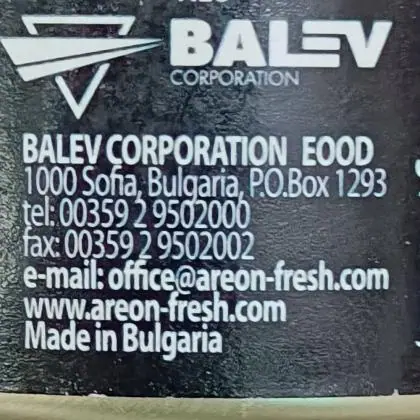 BALEV
CORPORATION
BALEV CORPORATION EOOD
1000 Sofia, Bulgaria, P.O.Box 1293
tel: 00359 2 9502000
fax: 00359 2 9502002
e-mail: office@areon-fresh.com
www.areon-fresh.com
Made in Bulgaria